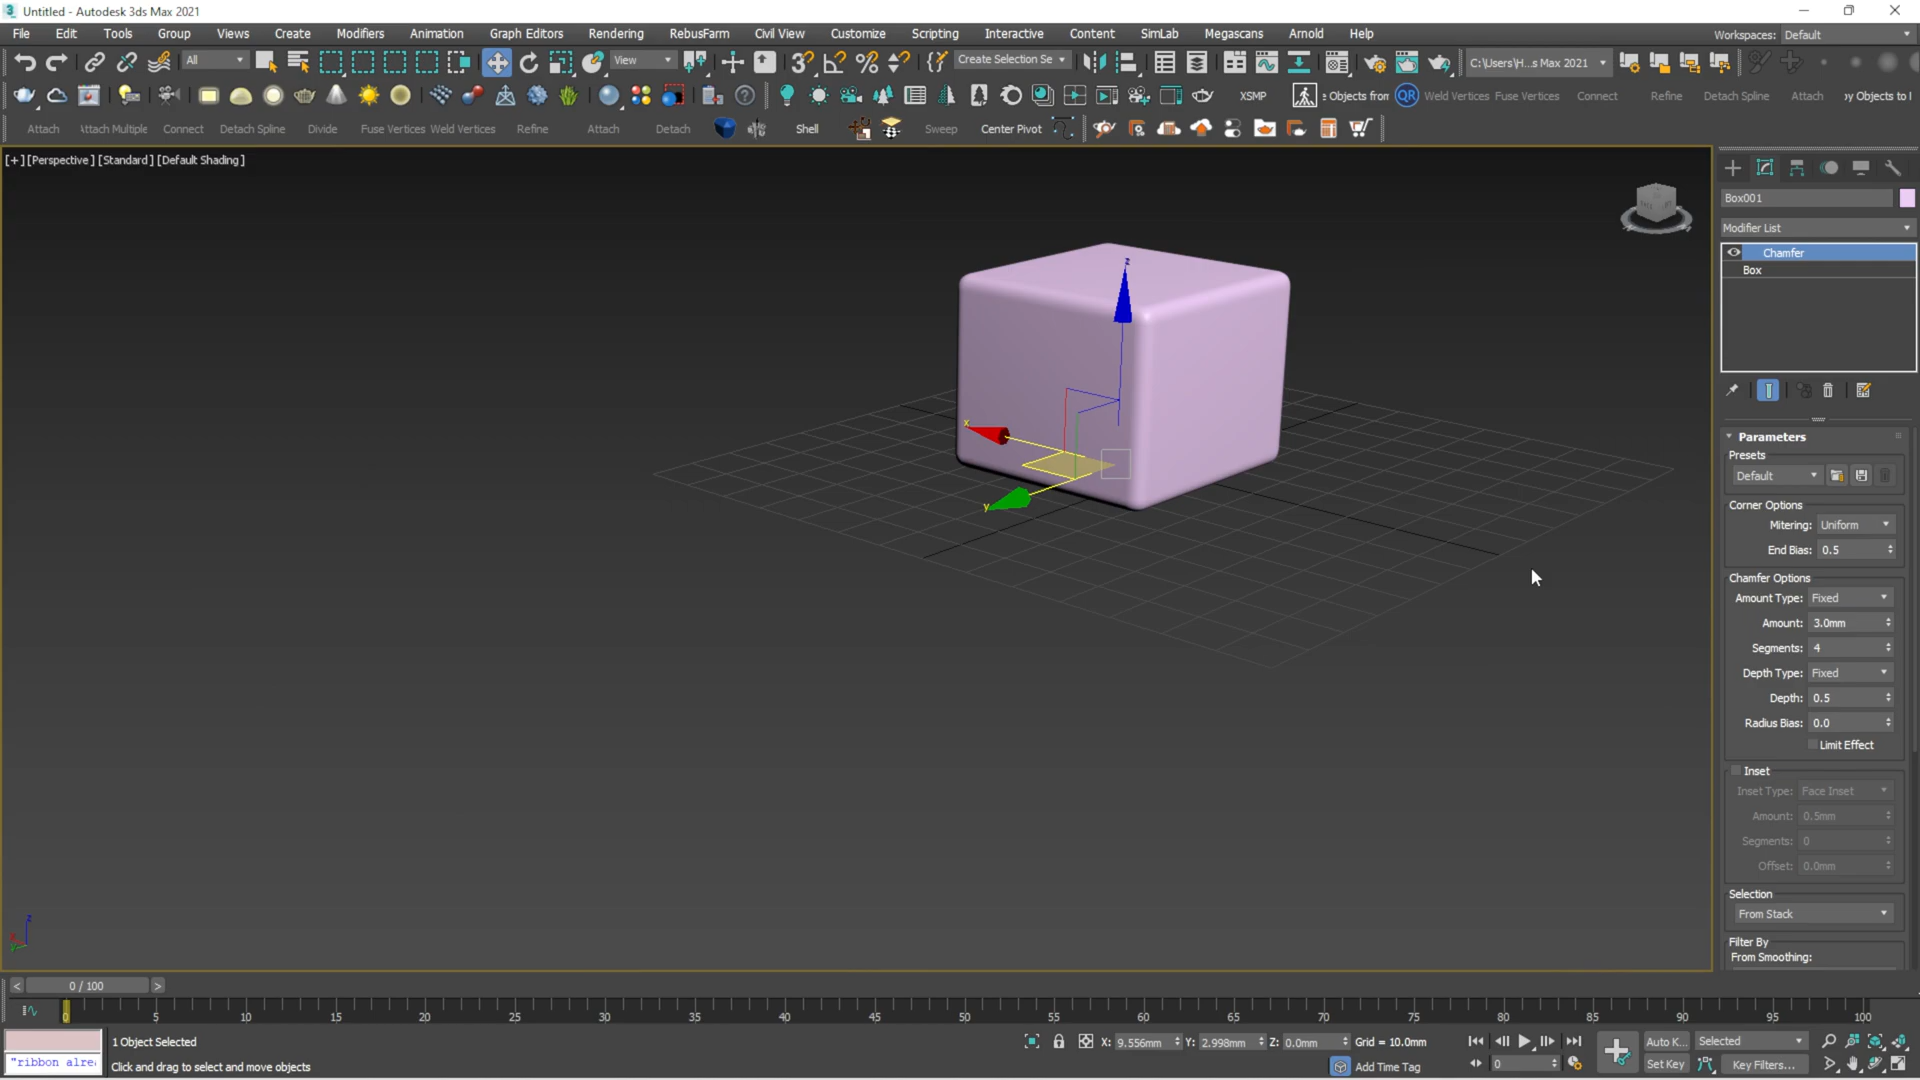 Untitled - Autodesk 3ds Max 2021
File Edit Tools Group Views Create Modifiers Animation Graph Editors Rendering RebusFarm Civil View Customize Scripting Interactive Content SimLab Megascans Arnold Help
Workspaces: Default
All View Create Selection Se C:\Users\H...s Max 2021
XSMP Objects from QR Weld Vertices Fuse Vertices Connect Refine Detach Spline Attach y Objects to
Attach Attach Multiple Connect Detach Spline Divide Fuse Vertices Weld Vertices Refine Attach Detach Shell Sweep Center Pivot
[+] [Perspective] [Standard] [Default Shading]
z
x
y
Box001
Modifier List
Chamfer
Box
Parameters
Presets
Default
Corner Options
Mitering: Uniform
End Bias: 0.5
Chamfer Options
Amount Type: Fixed
Amount: 3.0mm
Segments: 4
Depth Type: Fixed
Depth: 0.5
Radius Bias: 0.0
Limit Effect
Inset
Inset Type: Face Inset
Amount: 0.5mm
Segments: 0
Offset: 0.0mm
Selection
From Stack
Filter By
From Smoothing:
z
x
y
< 0 / 100 >
0 5 10 15 20 25 30 35 40 45 50 55 60 65 70 75 80 85 90 95 100
1 Object Selected
X: 9.556mm Y: 2.998mm Z: 0.0mm Grid = 10.0mm
Auto K... Selected
"ribbon alre
Click and drag to select and move objects
Add Time Tag
0
Set Key Key Filters...